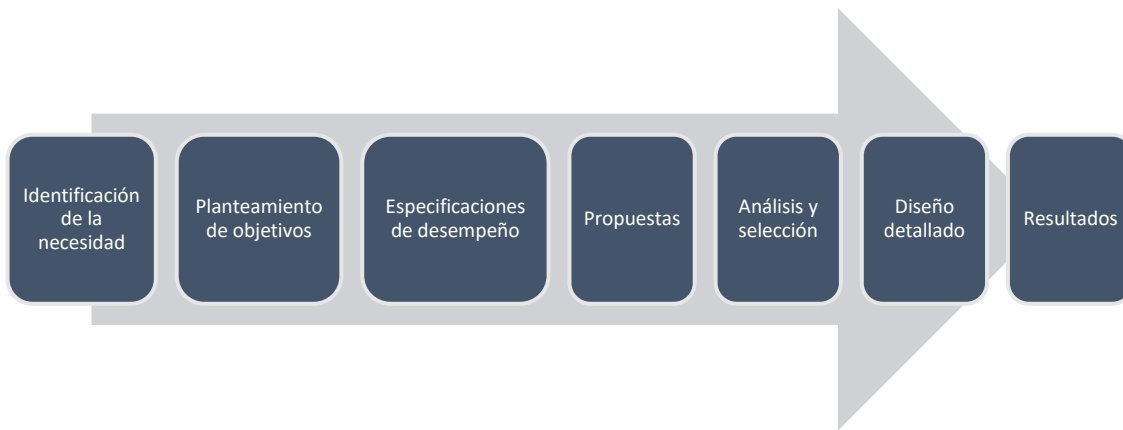 Identificación
de la
necesidad
Planteamiento
de objetivos
Especificaciones
de desempeño
Propuestas
Análisis y
selección
Diseño
detallado
Resultados